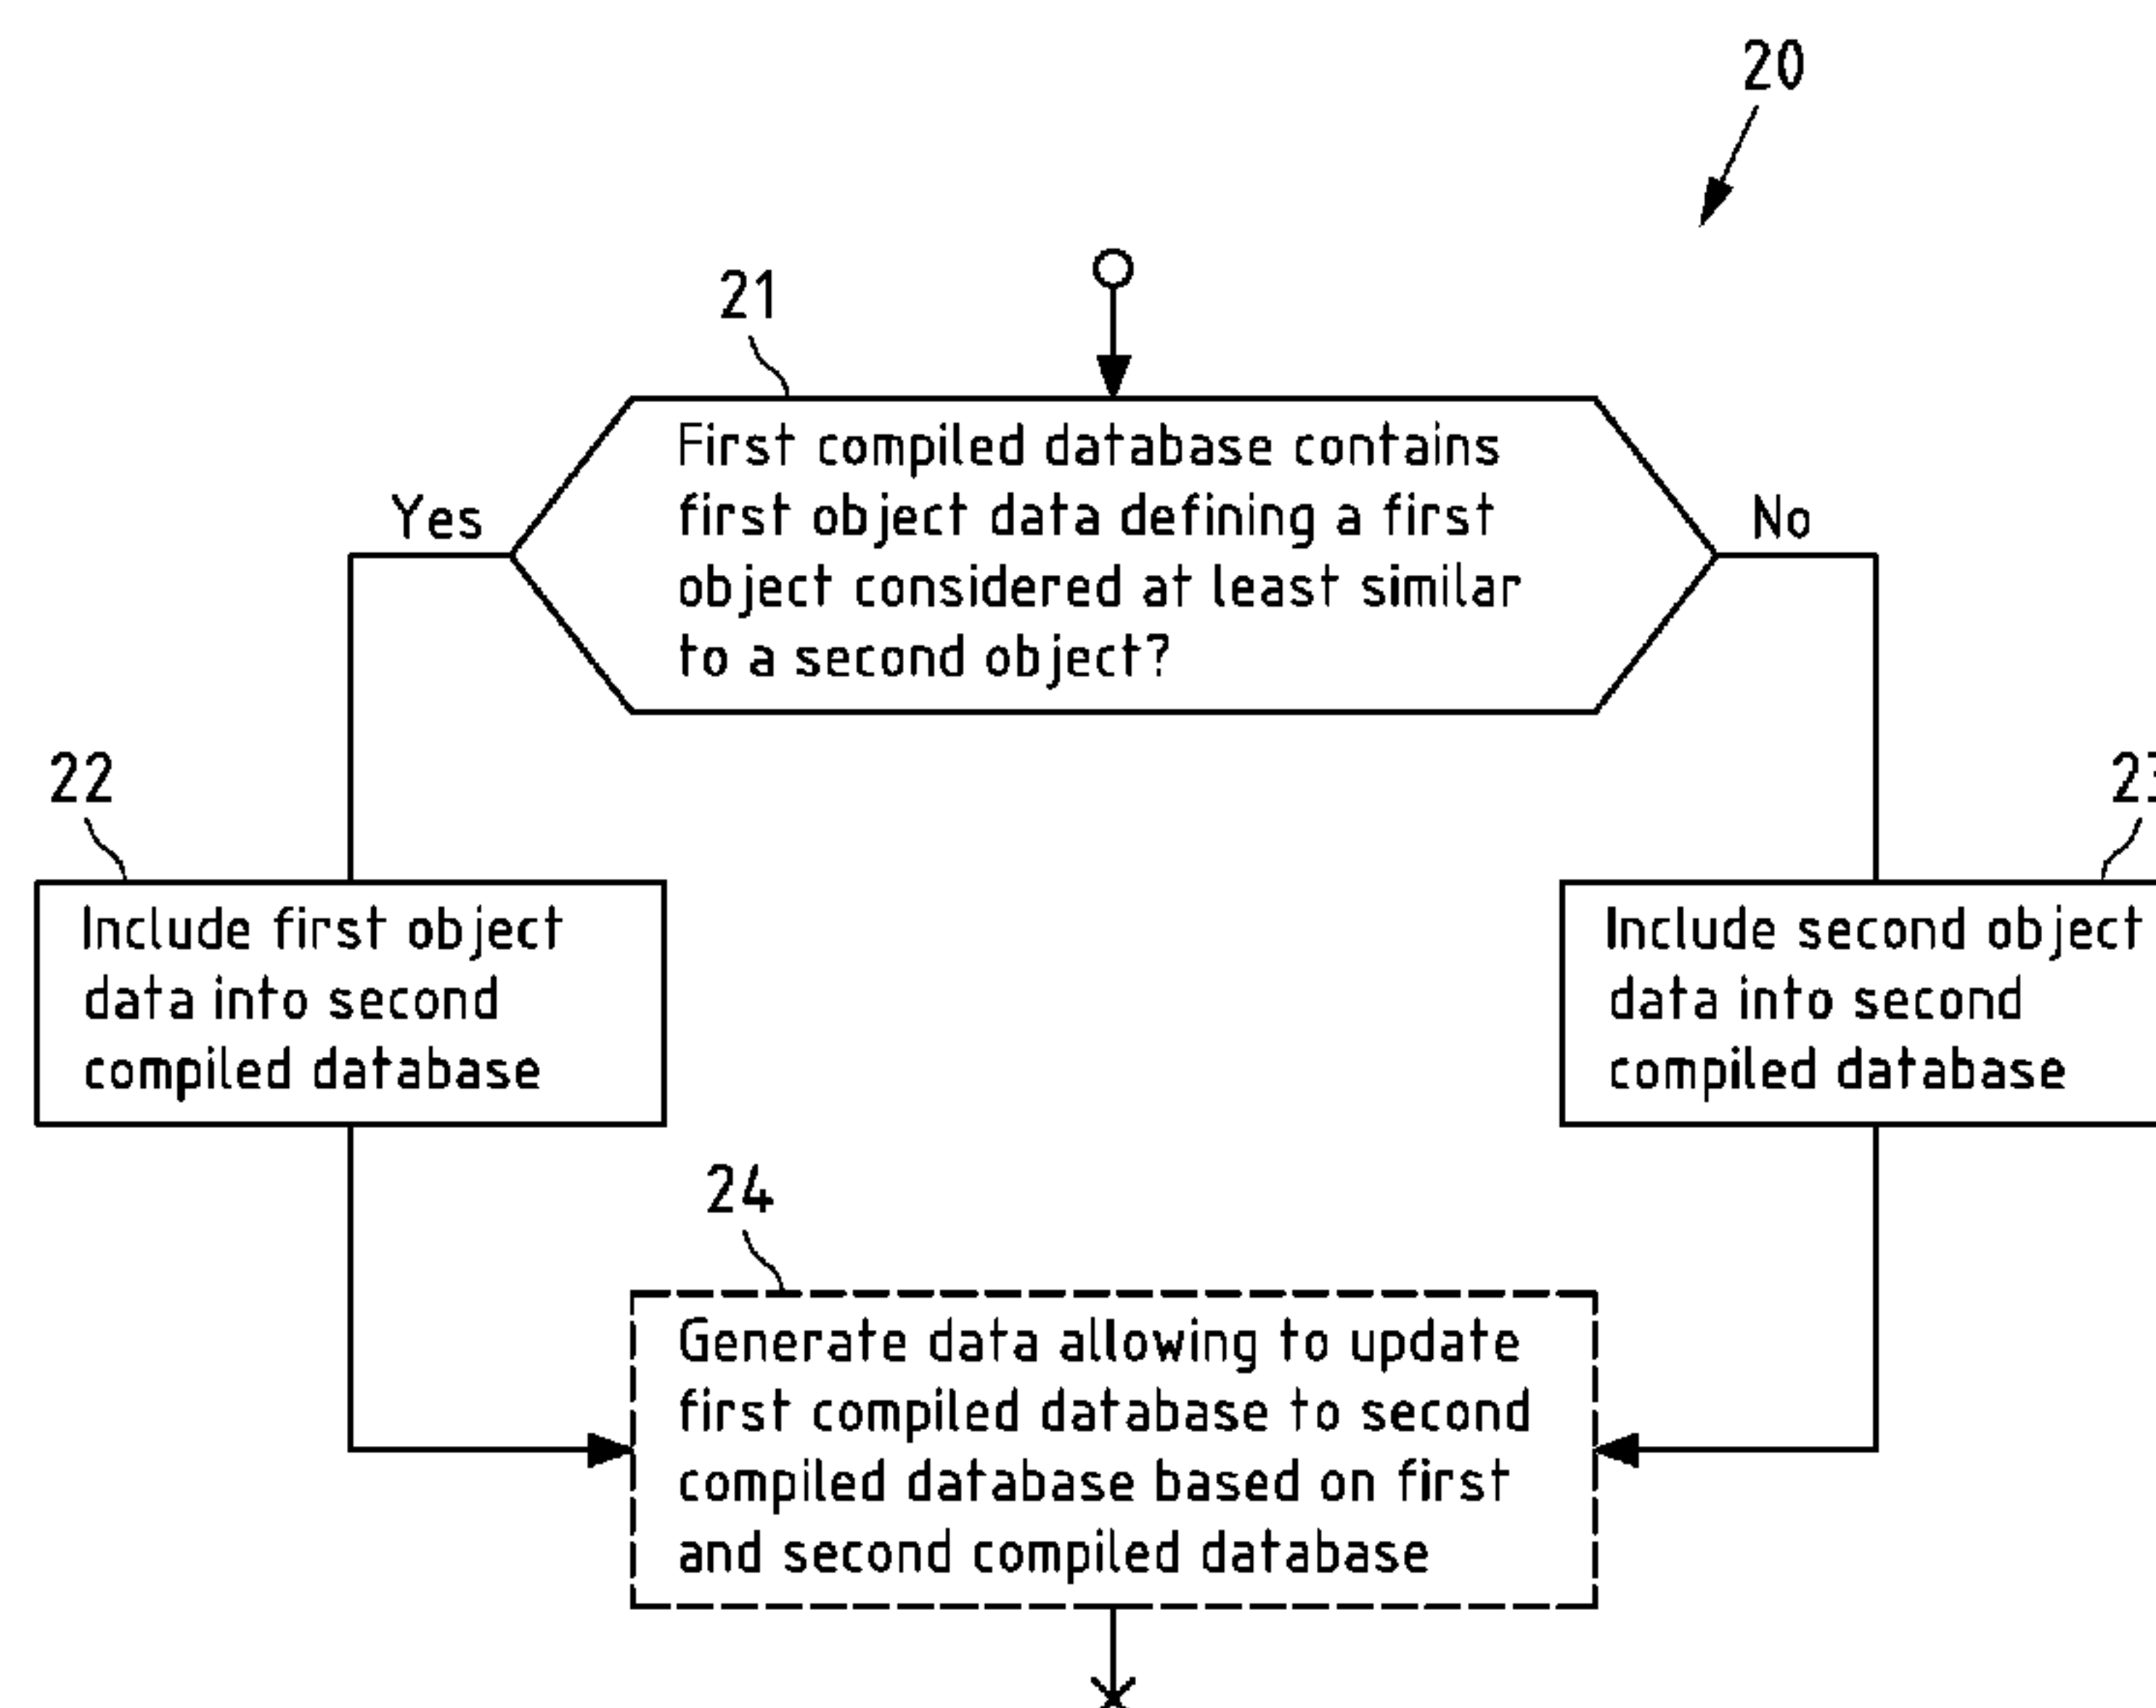 20
21
First compiled database contains
first object data defining a first
object considered at least similar
to a second object?
Yes
No
22
Include first object
data into second
compiled database
Include second object
data into second
compiled database
24
Generate data allowing to update
first compiled database to second
compiled database based on first
and second compiled database